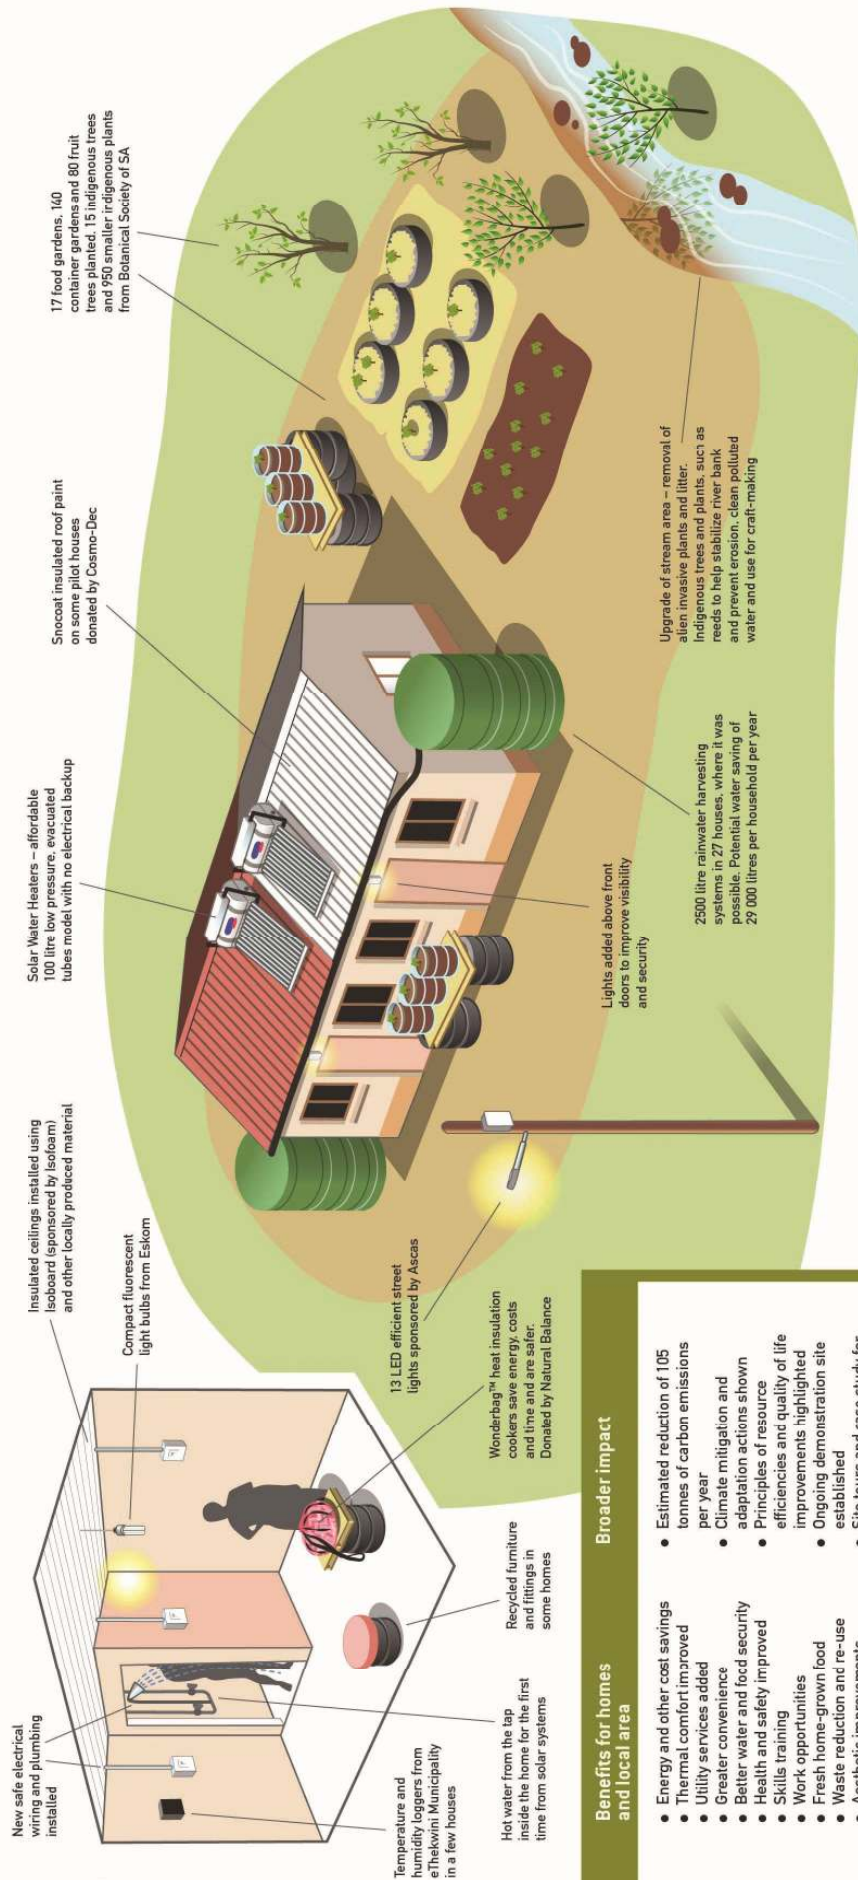 New safe electrical
wiring and plumbing
installed
Insulated ceilings installed using
Isoboard (sponsored by Isofoam)
and other locally produced material
Compact fluorescent
light bulbs from Eskom
Solar Water Heaters – affordable
100 litre low pressure, evacuated
tubes model with no electrical backup
Snocoat insulated roof paint
on some pilot houses
donated by Cosmo-Dec
17 food gardens, 140
container gardens and 80 fruit
trees planted. 15 indigenous trees
and 950 smaller indigenous plants
from Botanical Society of SA
Temperature and
humidity loggers from
eThekwini Municipality
in a few houses
Hot water from the tap
inside the home for the first
time from solar systems
Recycled furniture
and fittings in
some homes
Wonderbag™ heat insulation
cookers save energy, costs
and time and are safer.
Donated by Natural Balance
13 LED efficient street
lights sponsored by Ascas
Lights added above front
doors to improve visibility
and security
2500 litre rainwater harvesting
systems in 27 houses, where it was
possible. Potential water saving of
29 000 litres per household per year
Upgrade of stream area – removal of
alien invasive plants and litter.
Indigenous trees and plants, such as
reeds to help stabilize river bank
and prevent erosion, clean polluted
water and use for craft-making
Benefits for homes
and local area
• Energy and other cost savings
• Thermal comfort improved
• Utility services added
• Greater convenience
• Better water and food security
• Health and safety improved
• Skills training
• Work opportunities
• Fresh home-grown food
• Waste reduction and re-use
• Aesthetic improvements
Broader impact
• Estimated reduction of 105
tonnes of carbon emissions
per year
• Climate mitigation and
adaptation actions shown
• Principles of resource
efficiencies and quality of life
improvements highlighted
• Ongoing demonstration site
established
• Site tours and case study for